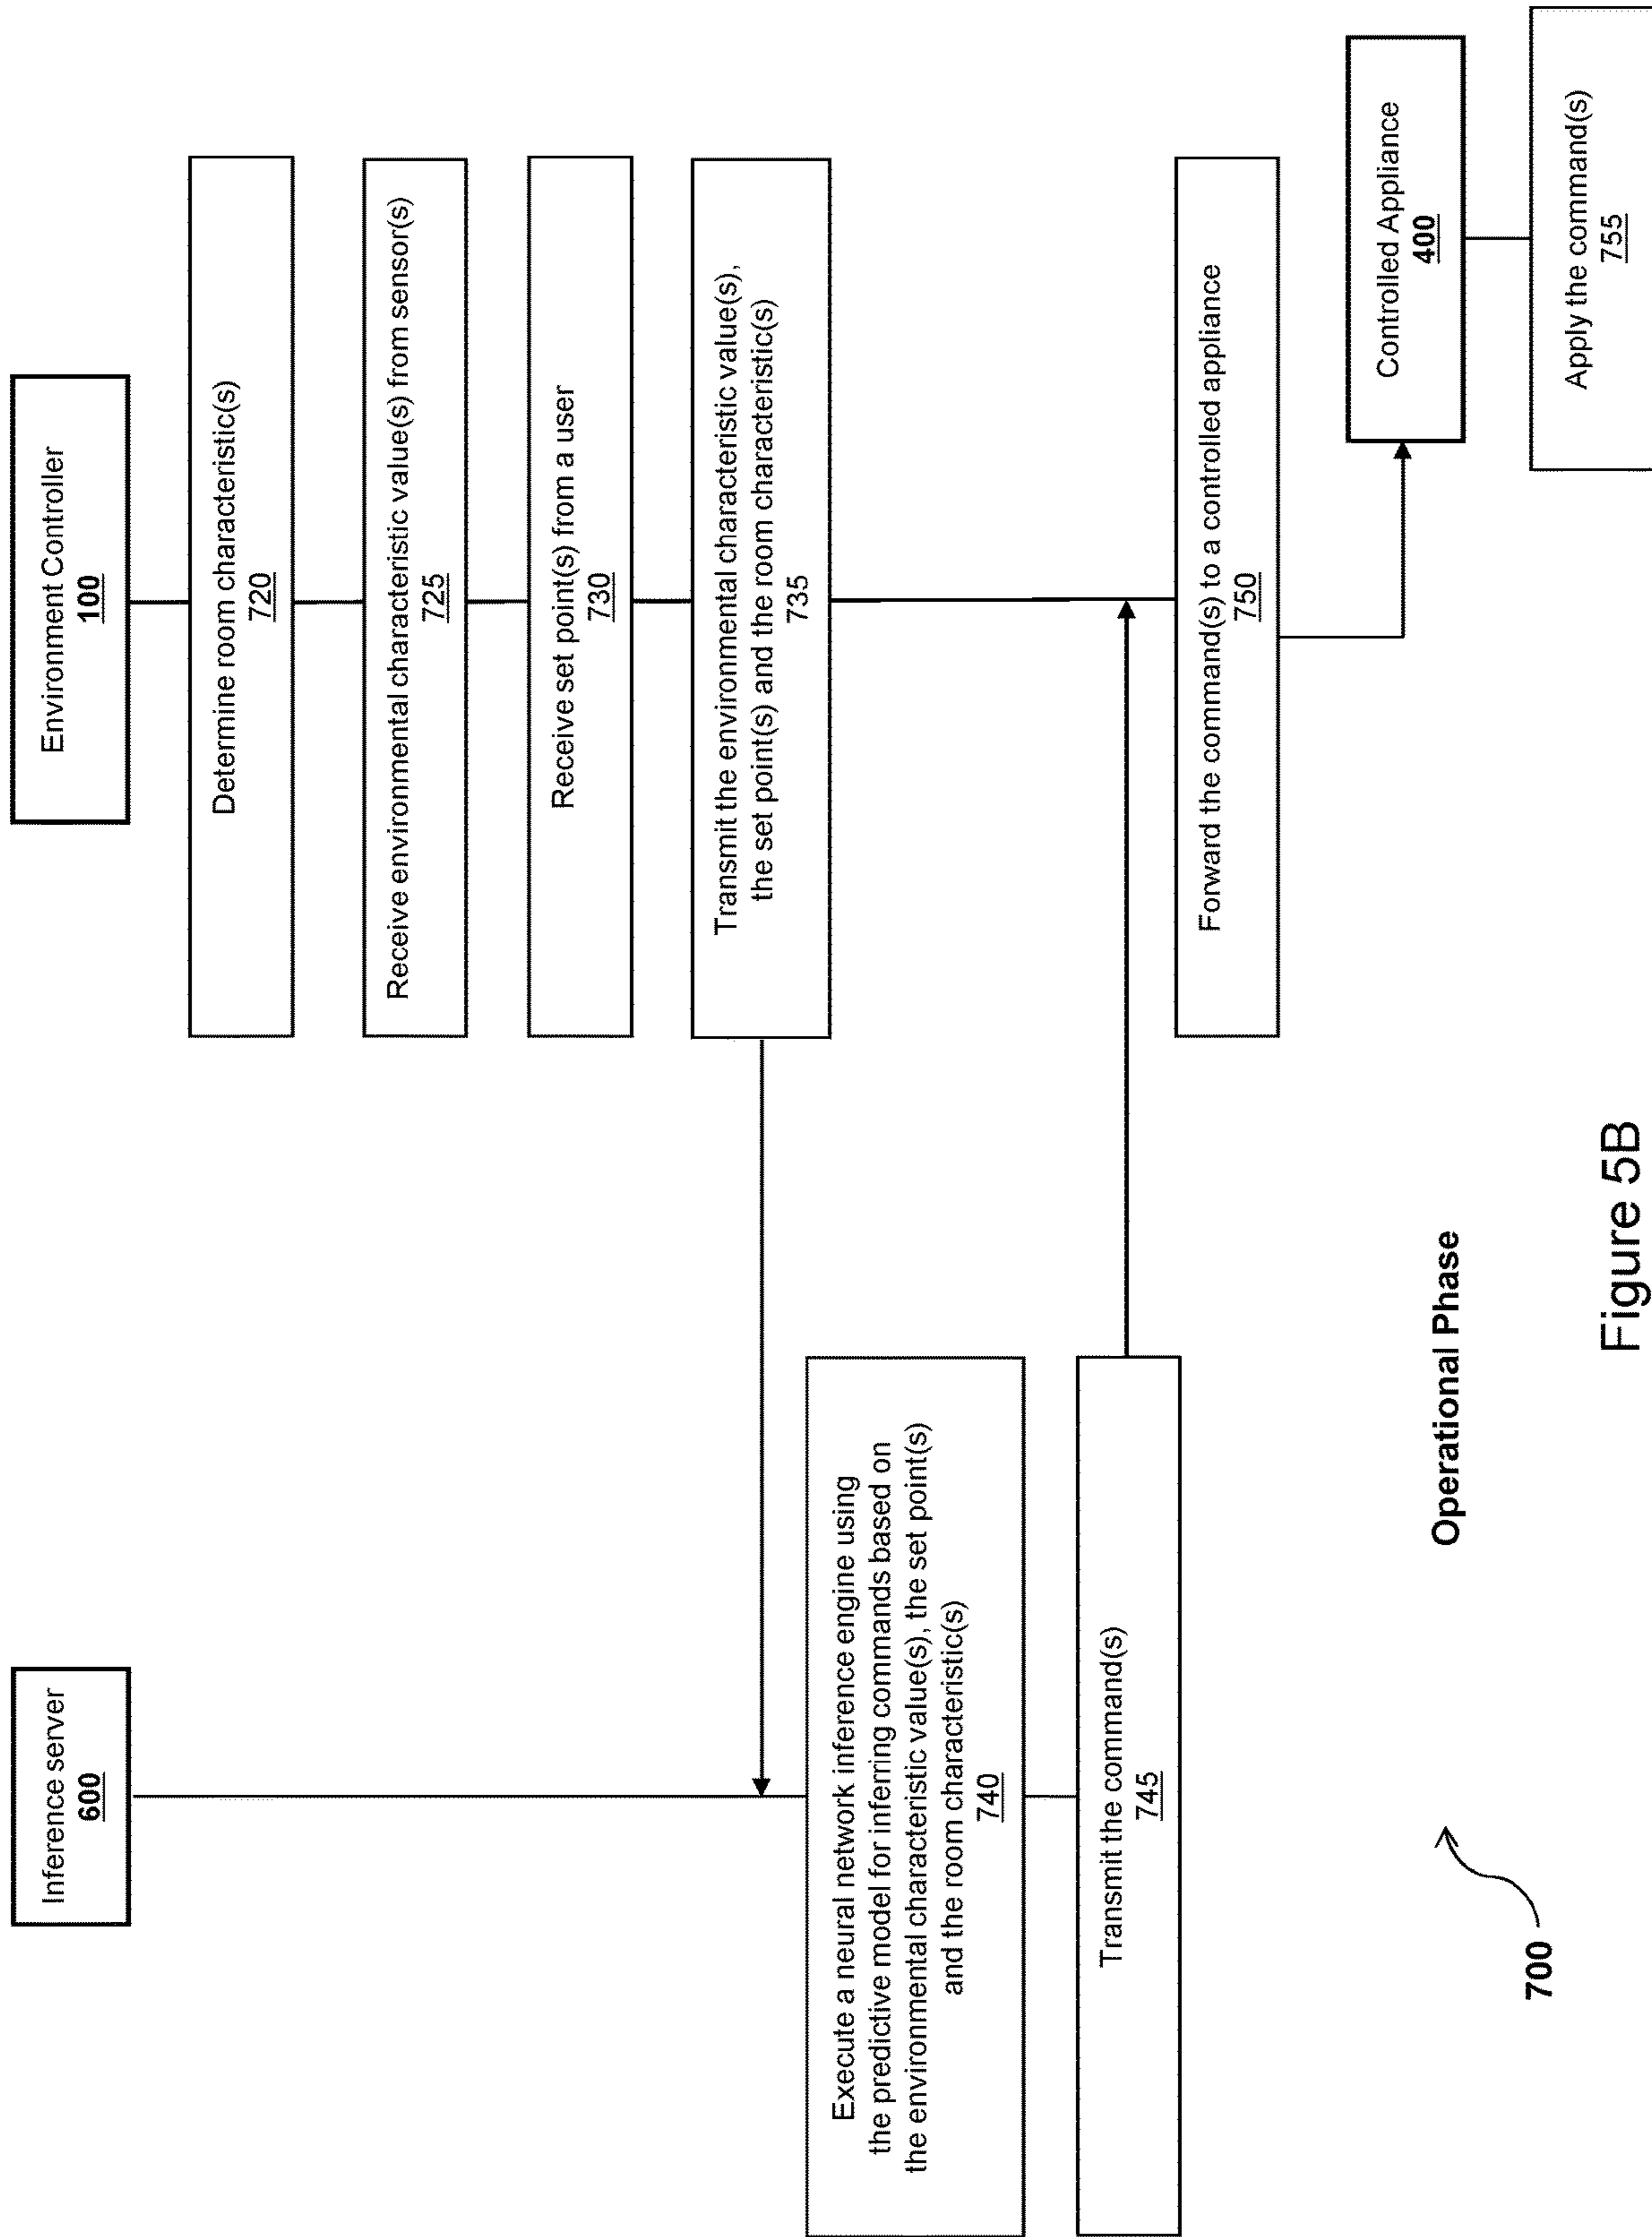 Inference server
600
Environment Controller
100
Determine room characteristic(s)
720
Receive environmental characteristic value(s) from sensor(s)
725
Receive set point(s) from a user
730
Transmit the environmental characteristic value(s),
the set point(s) and the room characteristic(s)
735
Execute a neural network inference engine using
the predictive model for inferring commands based on
the environmental characteristic value(s), the set point(s)
and the room characteristic(s)
740
Transmit the command(s)
745
Forward the command(s) to a controlled appliance
750
Controlled Appliance
400
Apply the command(s)
755
Operational Phase
700
Figure 5B